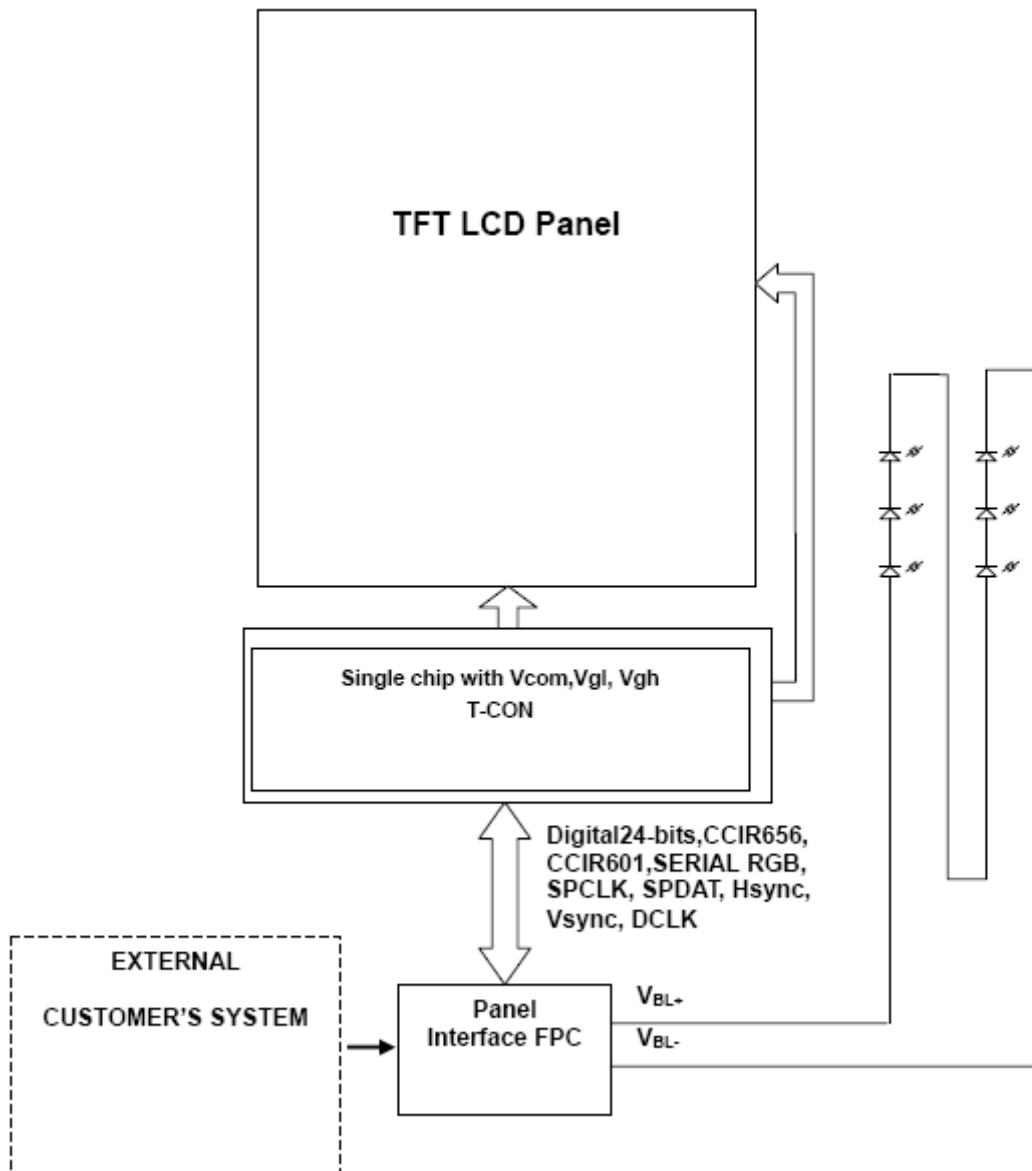 TFT LCD Panel
Single chip with Vcom,Vgl, Vgh
T-CON
Digital24-bits,CCIR656,
CCIR601,SERIAL RGB,
SPCLK, SPDAT, Hsync,
Vsync, DCLK
EXTERNAL
CUSTOMER'S SYSTEM
Panel
Interface FPC
VBL+
VBL-